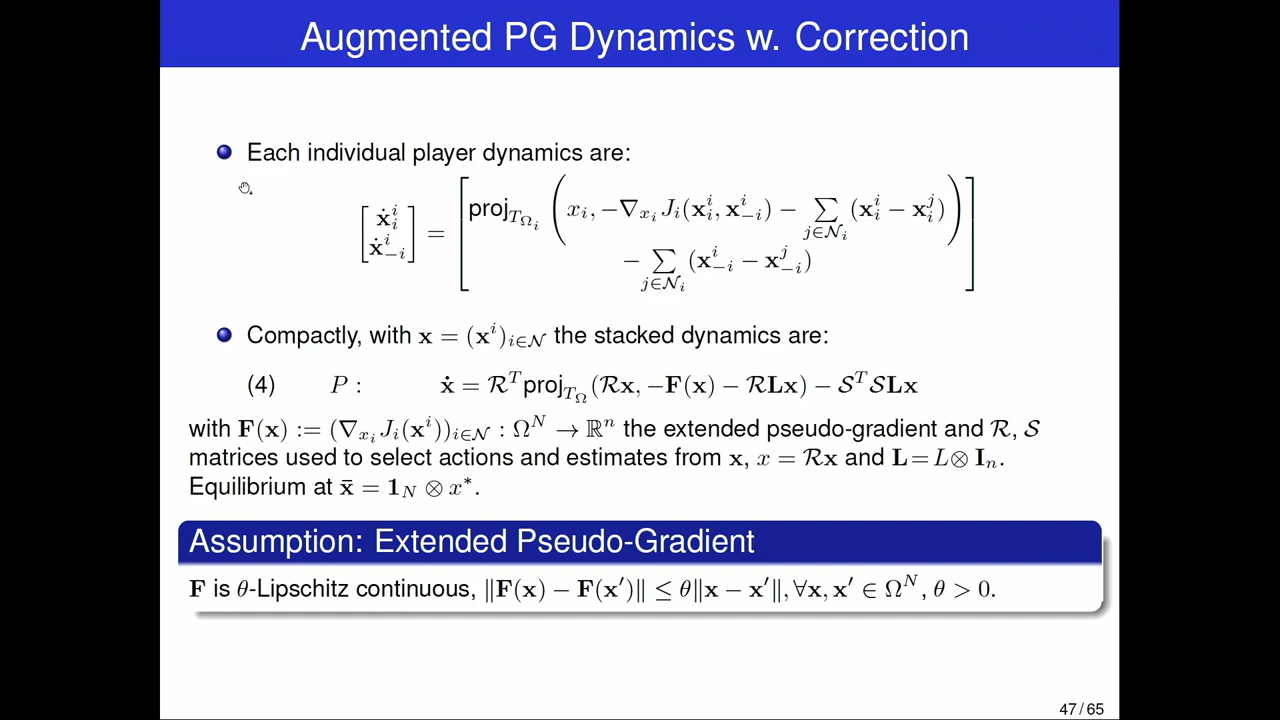 Augmented PG Dynamics w. Correction
Each individual player dynamics are:
[ẋ^i_i ; ẋ^i_{−i}] = [proj_{T_{Ω_i}} (x_i, −∇_{x_i} J_i(x^i_i, x^i_{−i}) − ∑_{j∈N_i} (x^i_i − x^j_i)) ; − ∑_{j∈N_i} (x^i_{−i} − x^j_{−i})]
Compactly, with x = (x^i)_{i∈N} the stacked dynamics are:
(4) P : ẋ = R^T proj_{T_Ω} (Rx, −F(x) − RLx) − S^T SLx
with F(x) := (∇_{x_i} J_i(x^i))_{i∈N} : Ω^N → ℝ^n the extended pseudo-gradient and R, S
matrices used to select actions and estimates from x, x = Rx and L = L ⊗ I_n.
Equilibrium at x̄ = 1_N ⊗ x*.
Assumption: Extended Pseudo-Gradient
F is θ-Lipschitz continuous, ‖F(x) − F(x′)‖ ≤ θ‖x − x′‖, ∀x, x′ ∈ Ω^N, θ > 0.
47 / 65